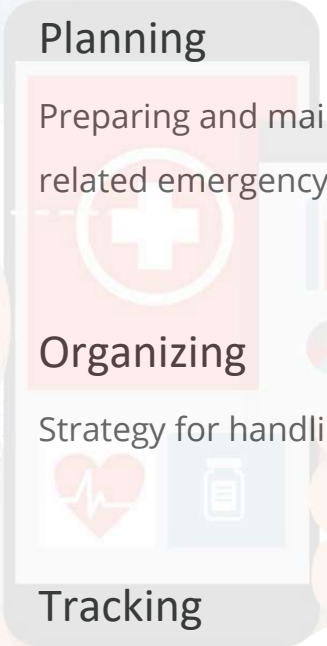 Planning
Preparing and mai
related emergency
Organizing
Strategy for handli
Tracking